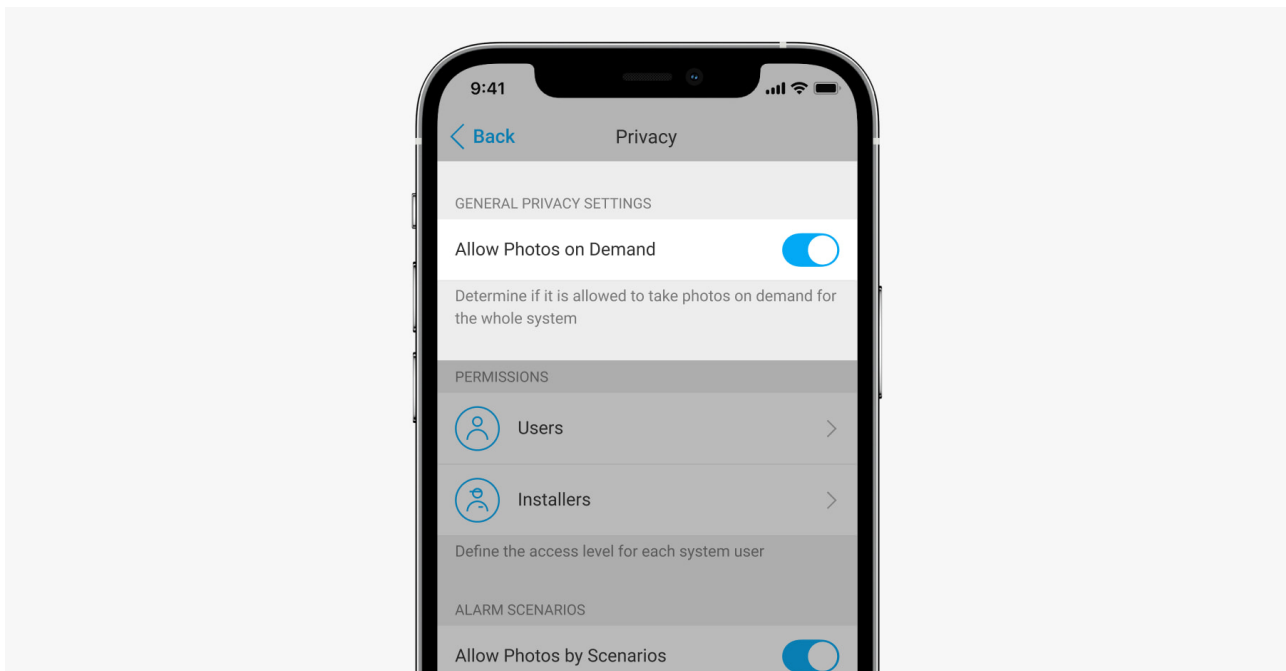 9:41
Back
Privacy
GENERAL PRIVACY SETTINGS
Allow Photos on Demand
Determine if it is allowed to take photos on demand for
the whole system
PERMISSIONS
Users
Installers
Define the access level for each system user
ALARM SCENARIOS
Allow Photos by Scenarios